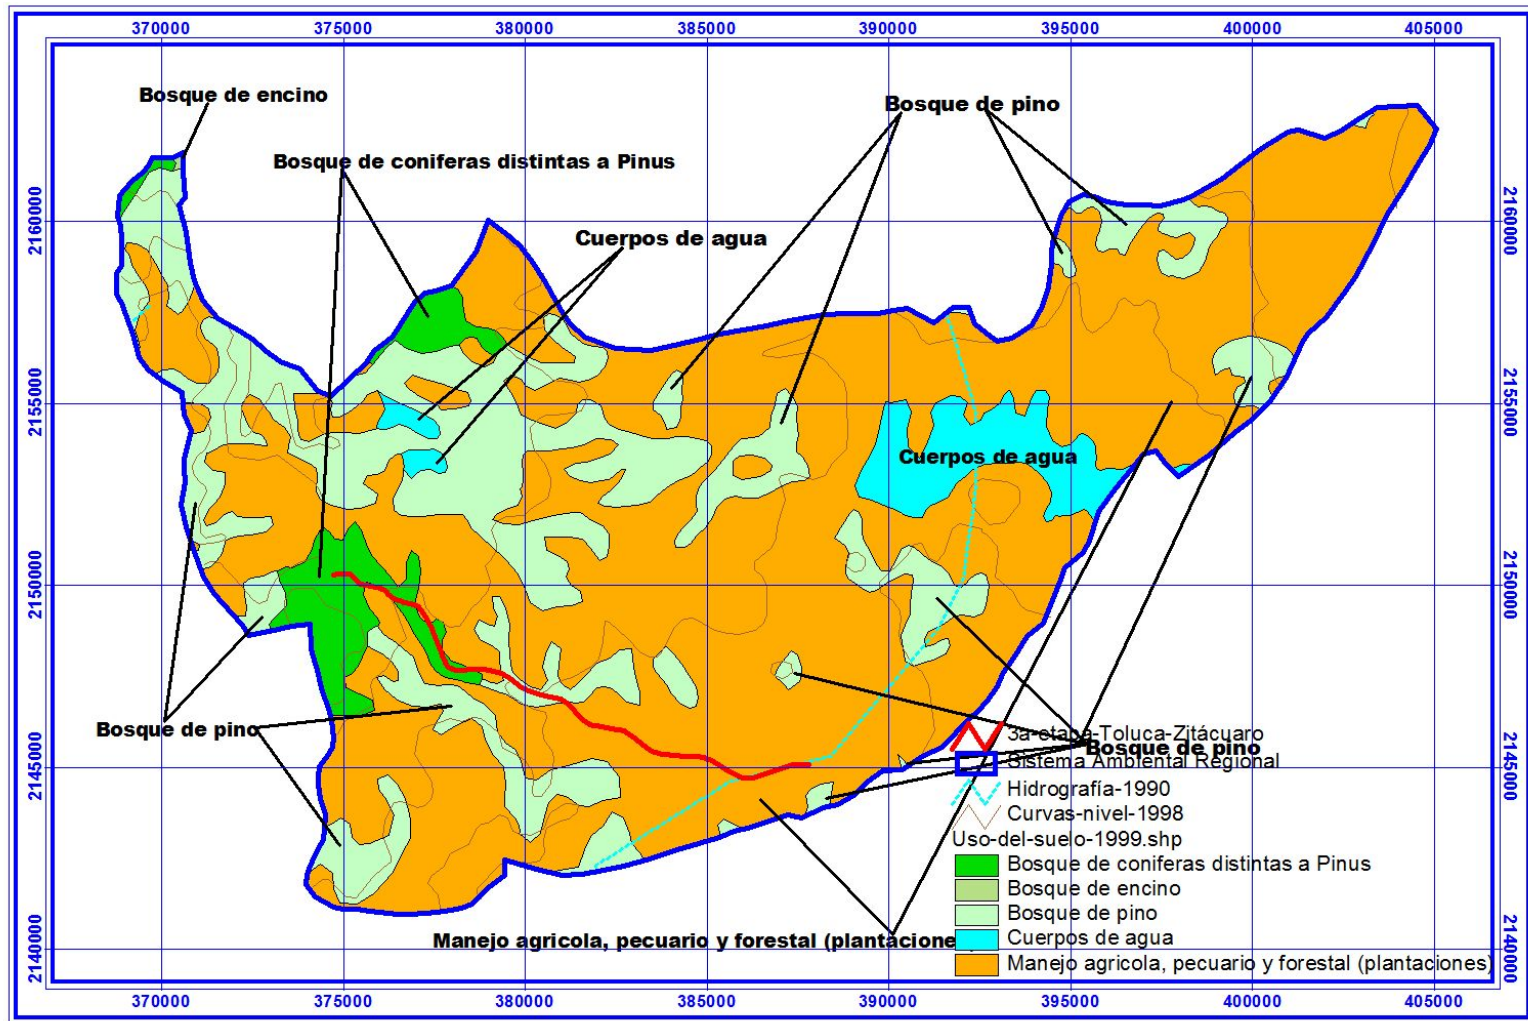 370000 375000 380000 385000 390000 395000 400000 405000
Bosque de encino
Bosque de pino
Bosque de coniferas distintas a Pinus
2160000
2160000
Cuerpos de agua
2155000
2155000
Cuerpos de agua
2150000
2150000
Bosque de pino
3a-etapa-Toluca-Zitácuaro
Bosque de pino
Sistema Ambiental Regional
2145000
2145000
Hidrografía-1990
Curvas-nivel-1998
Uso-del-suelo-1999.shp
Bosque de coniferas distintas a Pinus
Bosque de encino
Bosque de pino
Manejo agricola, pecuario y forestal (plantacione
Cuerpos de agua
2140000
2140000
Manejo agricola, pecuario y forestal (plantaciones)
370000 375000 380000 385000 390000 395000 400000 405000